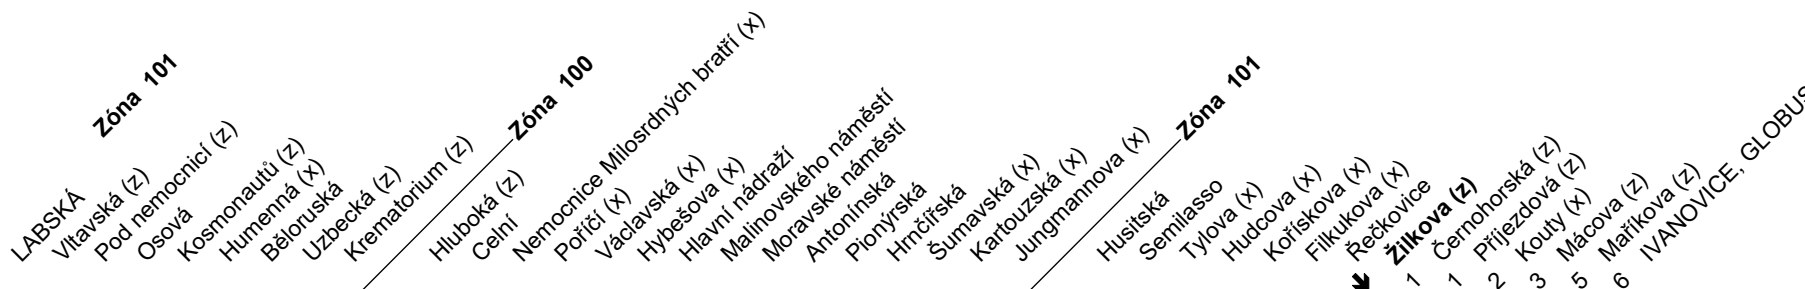 Zóna 101
LABSKÁ
Vltavská (z)
Pod nemocnicí (z)
Osová
Kosmonautů (z)
Humenná (x)
Běloruská
Uzbecká (z)
Krematorium (z)
Zóna 100
Hluboká (z)
Celní
Nemocnice Milosrdných bratří (x)
Poříčí (x)
Václavská (x)
Hybešova (x)
Hlavní nádraží
Malinovského náměstí
Moravské náměstí
Antonínská
Pionýrská
Hrnčířská
Šumavská (x)
Kartouzská (x)
Jungmannova (x)
Zóna 101
Husitská
Semilasso
Tylova (x)
Hudcova (x)
Kořískova (x)
Filkukova (x)
Řečkovice
Žilkova (z)
1 Černohorská (z)
1 Příjezdová (z)
2 Kouty (x)
3 Mácova (z)
5 Maříkova (z)
6 IVANOVICE, GLOBUS